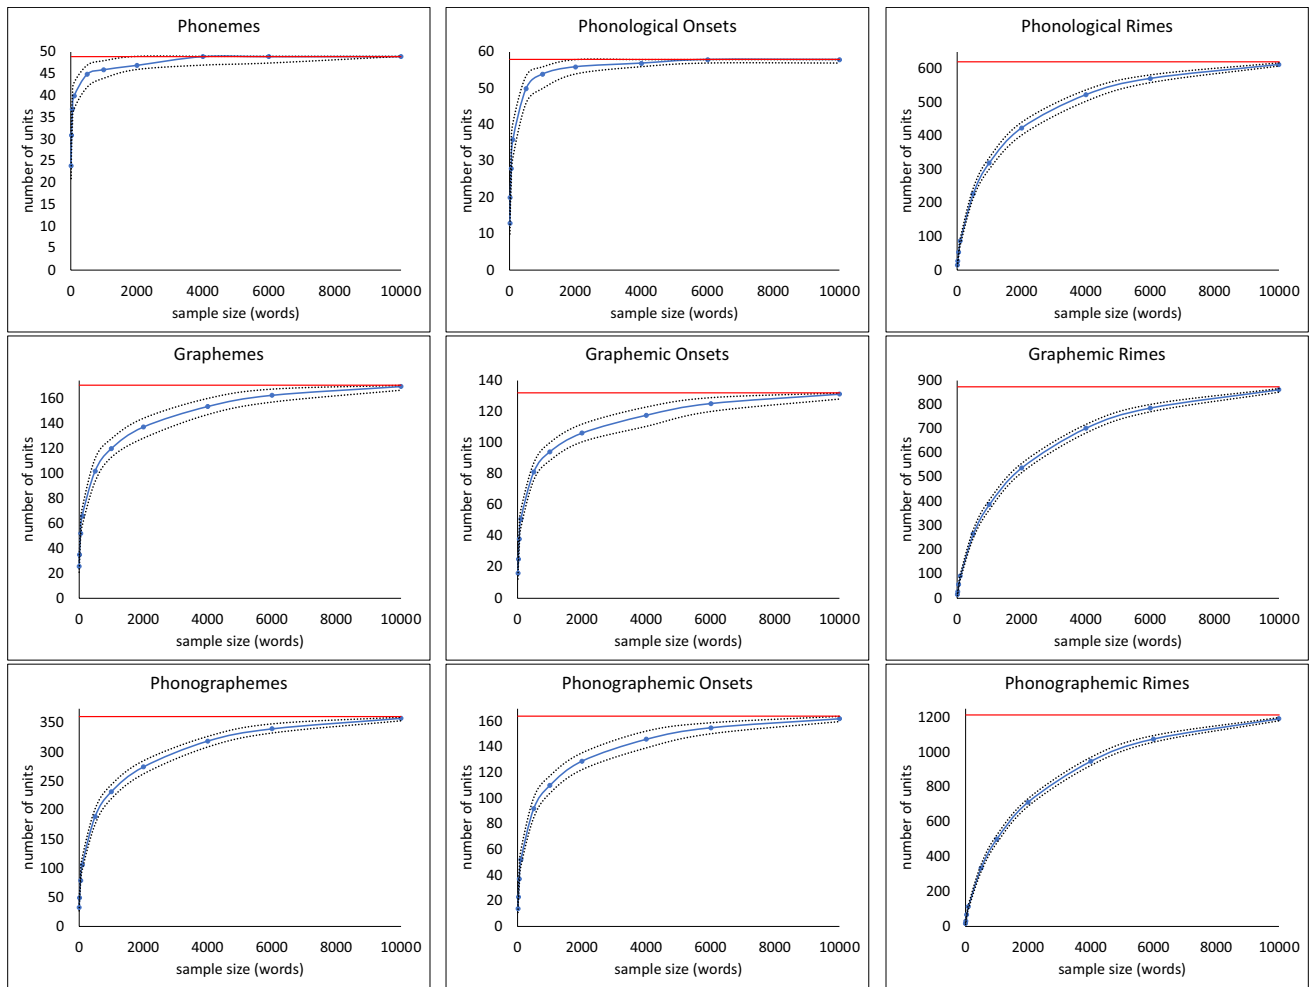 Phonemes
number of units
50
45
40
35
30
25
20
15
10
5
0
0 2000 4000 6000 8000 10000
sample size (words)
Phonological Onsets
number of units
60
50
40
30
20
10
0
0 2000 4000 6000 8000 10000
sample size (words)
Phonological Rimes
number of units
600
500
400
300
200
100
0
0 2000 4000 6000 8000 10000
sample size (words)
Graphemes
number of units
160
140
120
100
80
60
40
20
0
0 2000 4000 6000 8000 10000
sample size (words)
Graphemic Onsets
number of units
140
120
100
80
60
40
20
0
0 2000 4000 6000 8000 10000
sample size (words)
Graphemic Rimes
number of units
900
800
700
600
500
400
300
200
100
0
0 2000 4000 6000 8000 10000
sample size (words)
Phonographemes
number of units
350
300
250
200
150
100
50
0
0 2000 4000 6000 8000 10000
sample size (words)
Phonographemic Onsets
number of units
160
140
120
100
80
60
40
20
0
0 2000 4000 6000 8000 10000
sample size (words)
Phonographemic Rimes
number of units
1200
1000
800
600
400
200
0
0 2000 4000 6000 8000 10000
sample size (words)